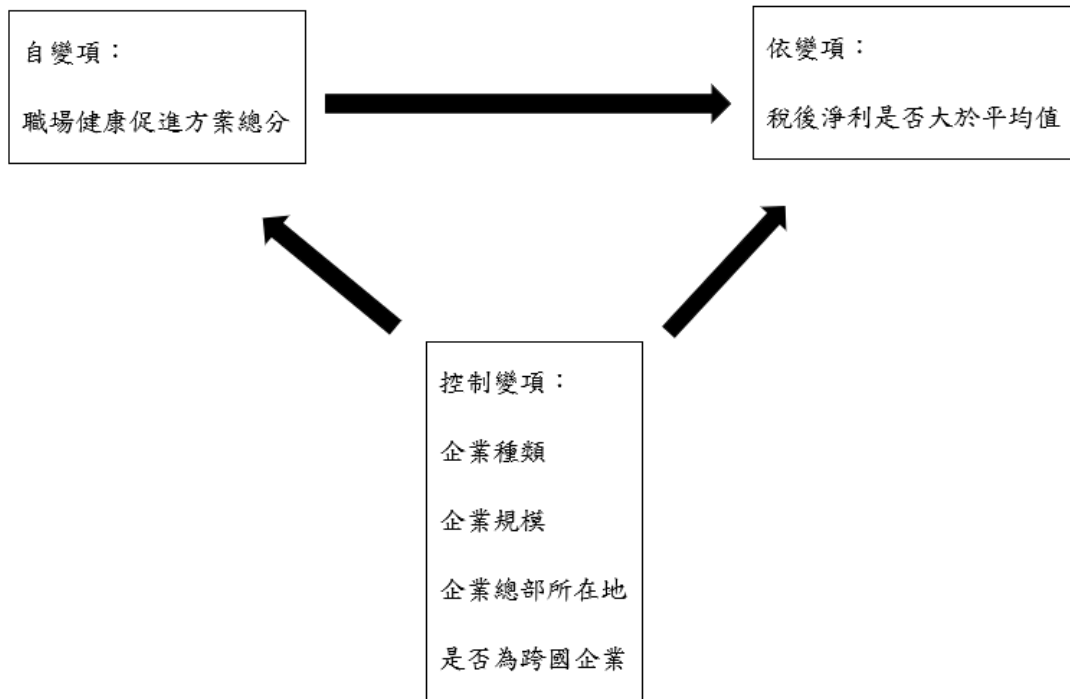 自變項：
職場健康促進方案總分
依變項：
稅後淨利是否大於平均值
控制變項：
企業種類
企業規模
企業總部所在地
是否為跨國企業